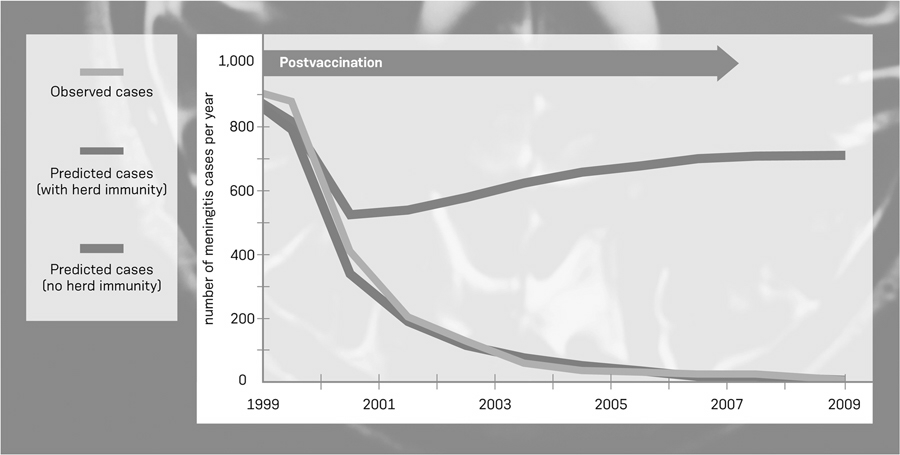 Observed cases
Predicted cases
(with herd immunity)
Predicted cases
(no herd immunity)
Postvaccination
number of meningitis cases per year
1,000
800
600
400
200
0
1999
2001
2003
2005
2007
2009